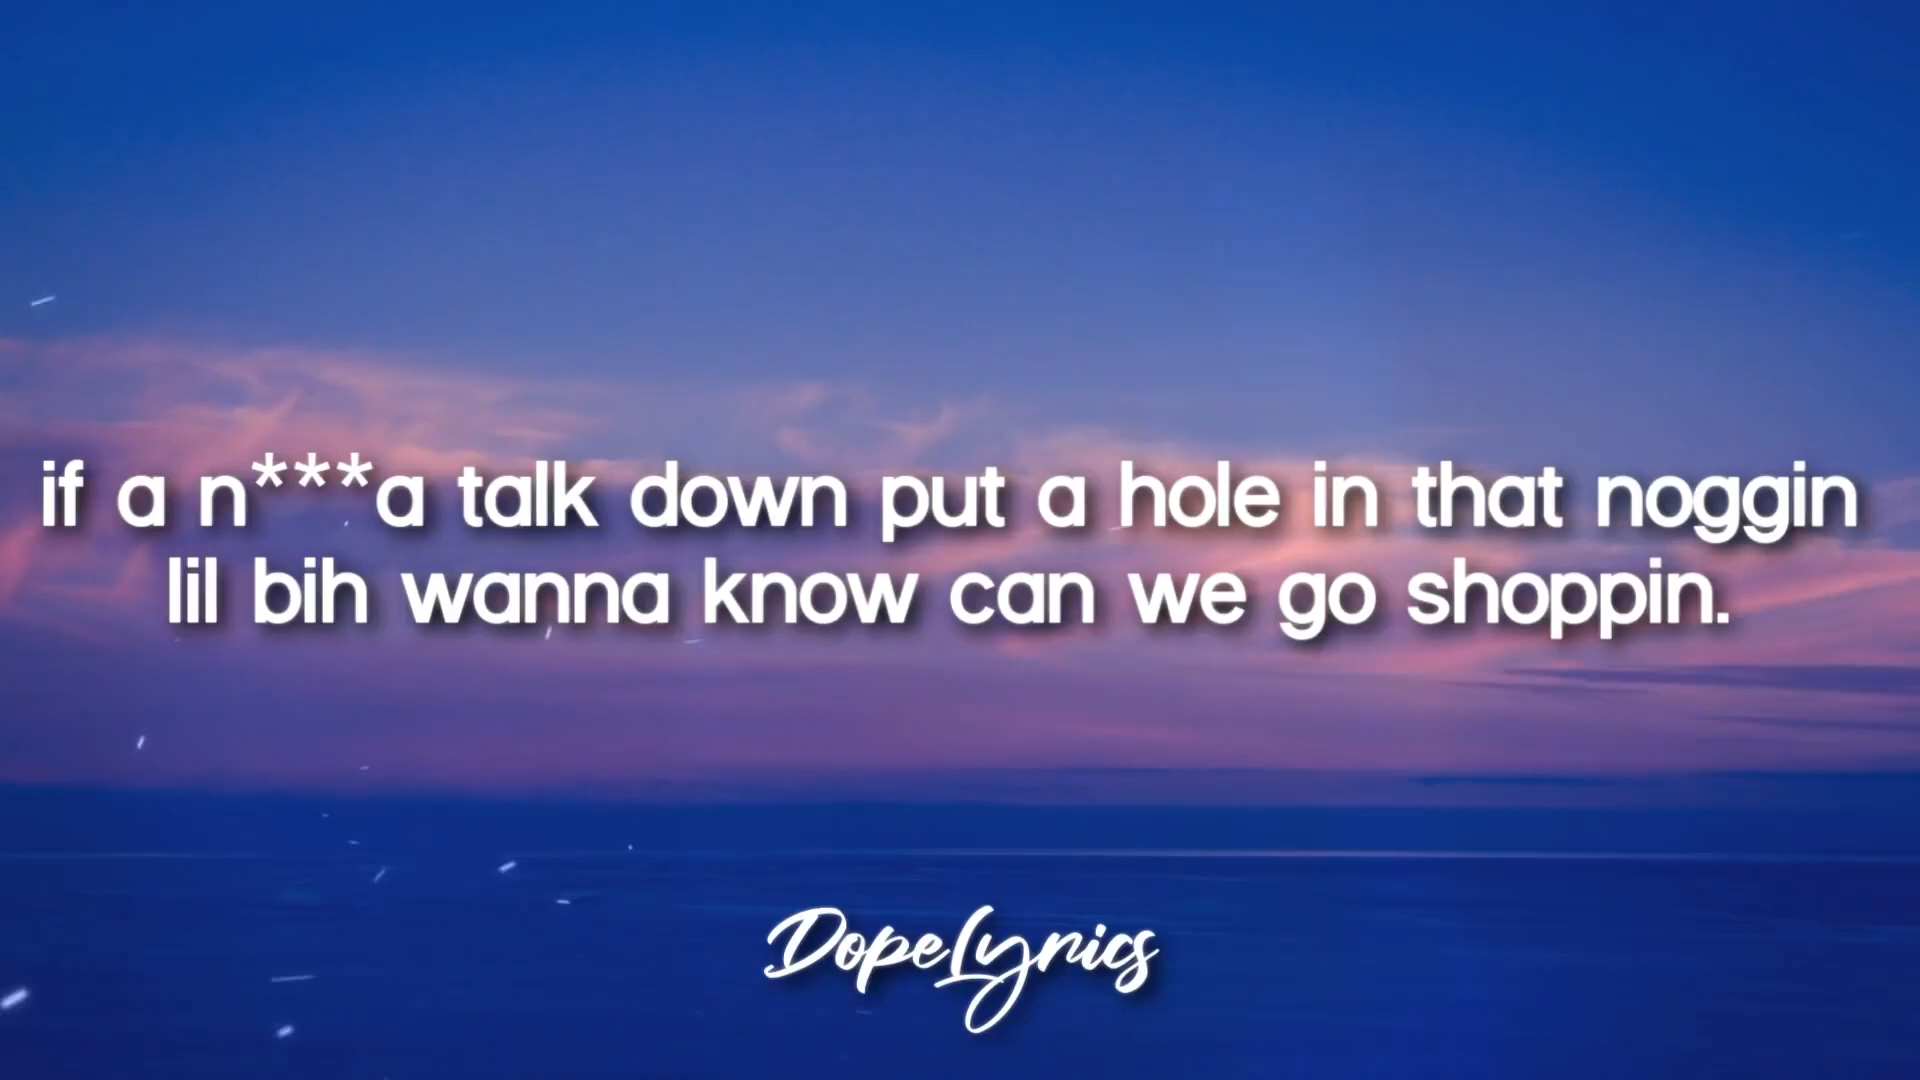 if a n***a talk down put a hole in that noggin
lil bih wanna know can we go shoppin.
DopeLyrics